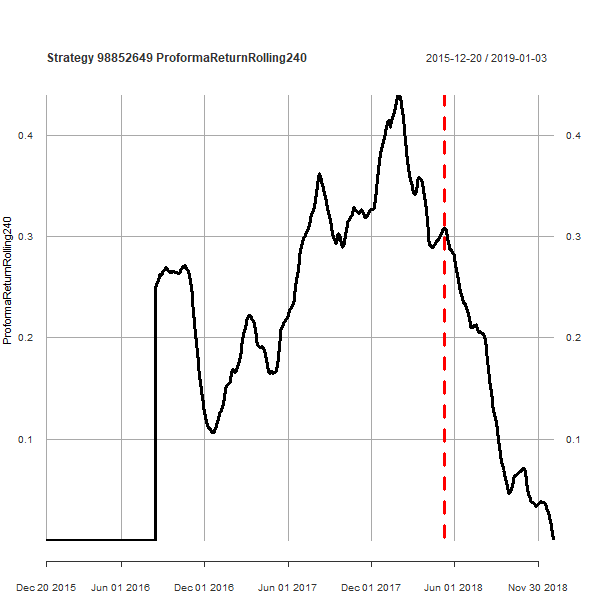 Strategy 98852649 ProformaReturnRolling240
2015-12-20 / 2019-01-03
ProformaReturnRolling240
0.4 0.4
0.3 0.3
0.2 0.2
0.1 0.1
Dec 20 2015 Jun 01 2016 Dec 01 2016 Jun 01 2017 Dec 01 2017 Jun 01 2018 Nov 30 2018